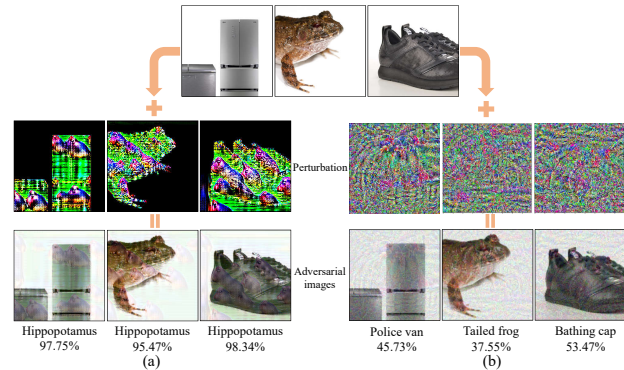 Perturbation
Adversarial
images
Hippopotamus Hippopotamus Hippopotamus
97.75% 95.47% 98.34%
(a)
Police van Tailed frog Bathing cap
45.73% 37.55% 53.47%
(b)